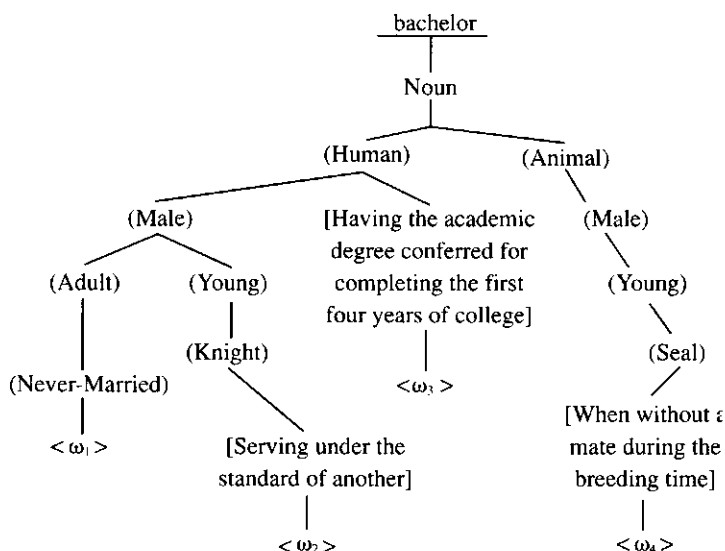 bachelor
Noun
(Human)
(Animal)
(Male)
[Having the academic
degree conferred for
completing the first
four years of college]
(Male)
(Adult)
(Young)
(Young)
(Knight)
(Seal)
(Never-Married)
<ω₃>
<ω₁>
[Serving under the
standard of another]
[When without a
mate during the
breeding time]
<ω₂>
<ω₄>